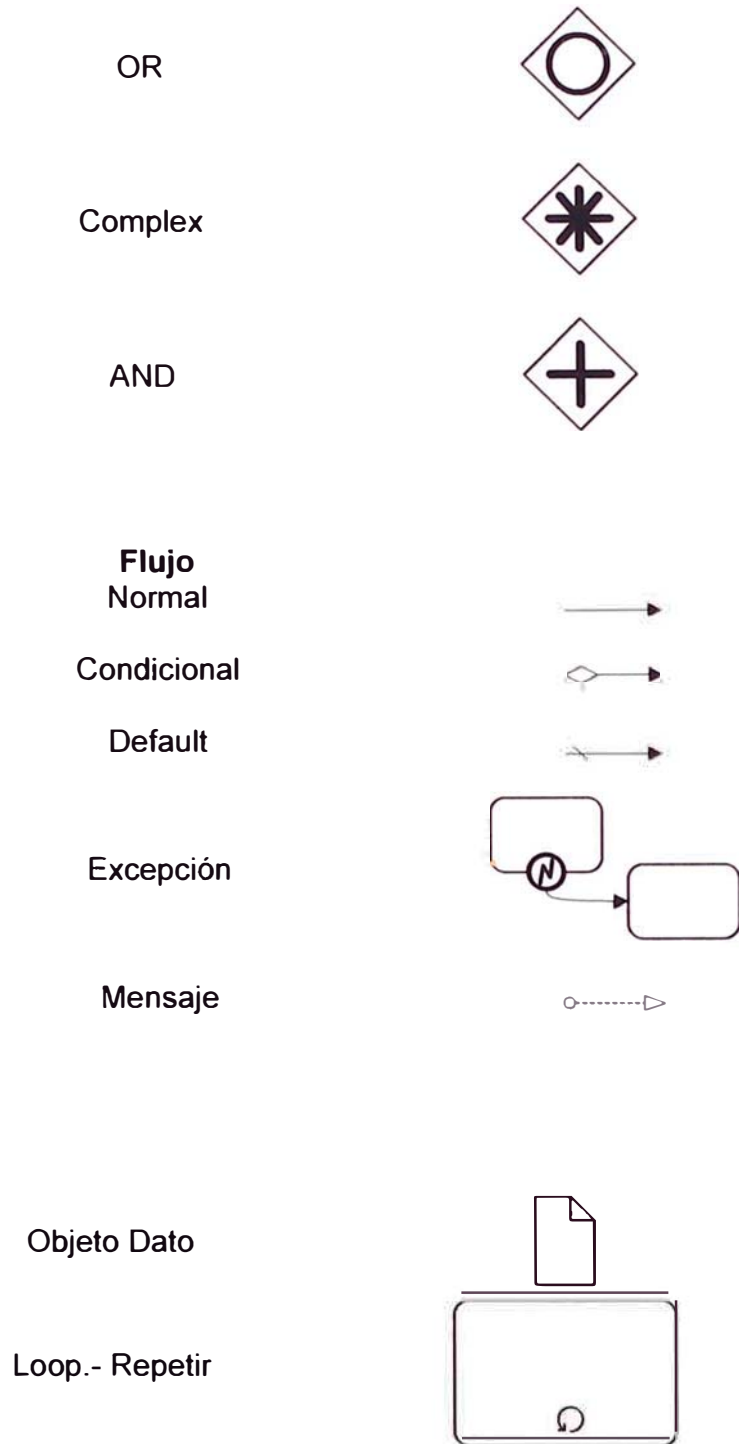 OR
Complex
AND
Flujo
Normal
Condicional
Default
Excepción
Mensaje
Objeto Dato
Loop.- Repetir